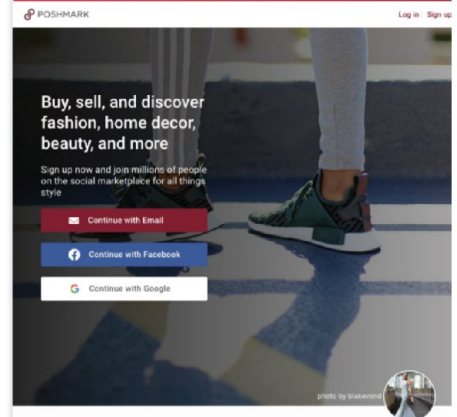 POSHMARK
Log in Sign up
Buy, sell, and discover
fashion, home decor,
beauty, and more
Sign up now and join millions of people
on the social marketplace for all things
style
Continue with Email
Continue with Facebook
Continue with Google
photo by blakevond